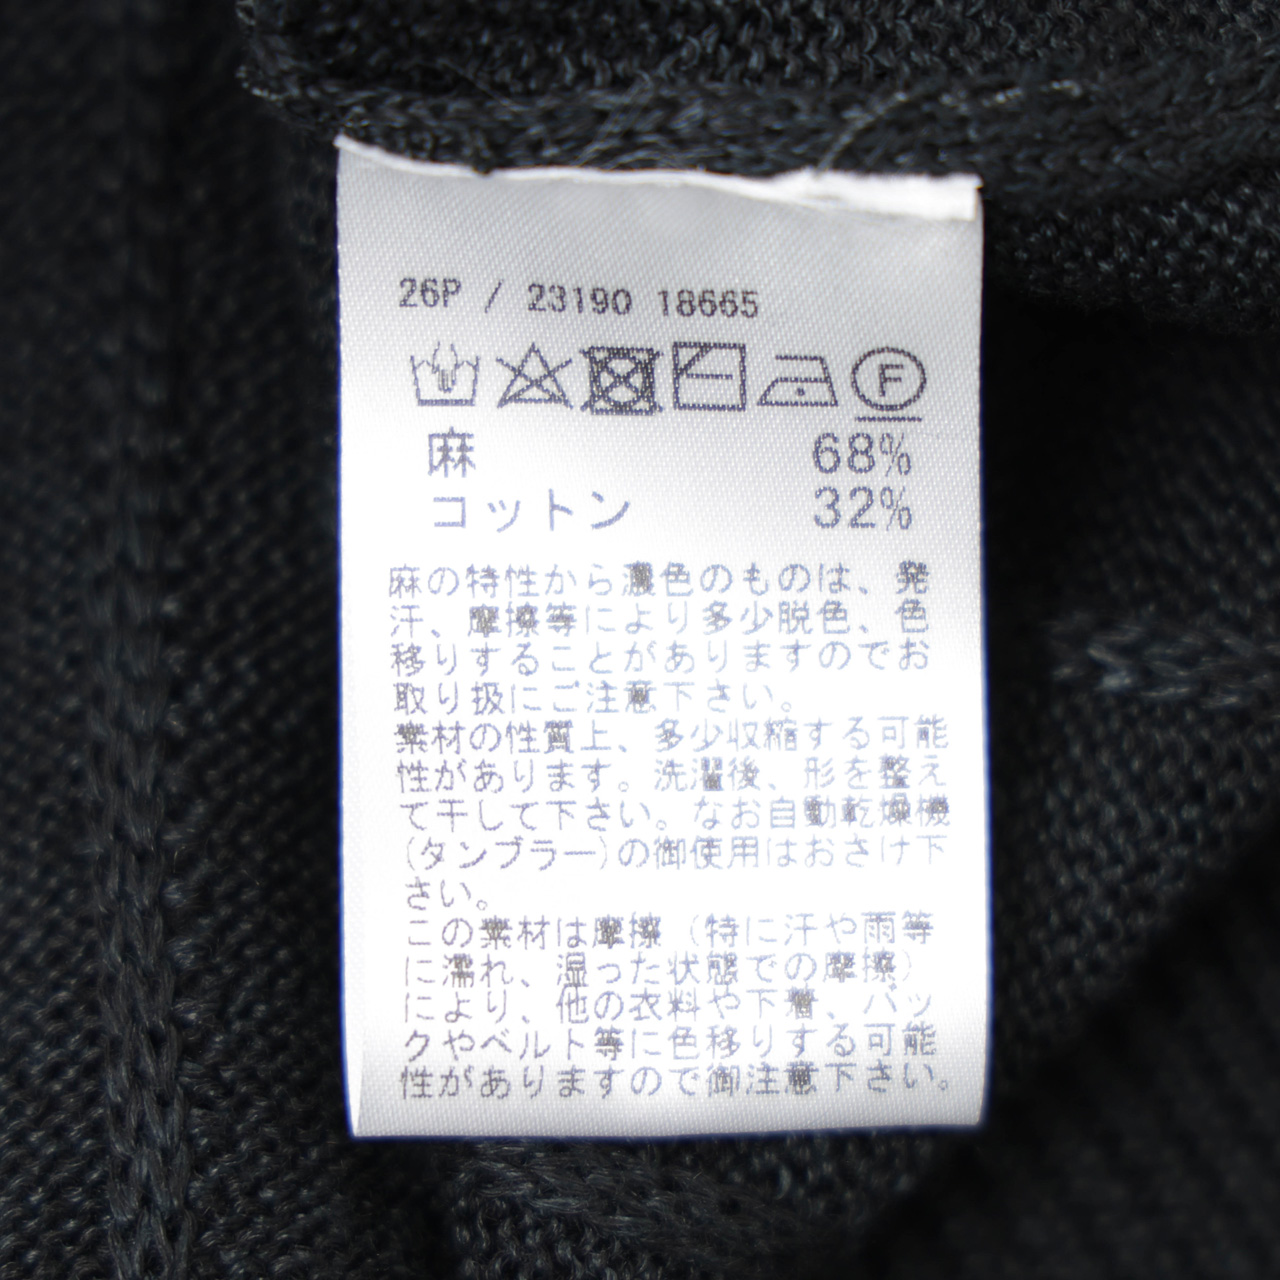 26P / 23190 18665
F
麻 68%
コットン 32%
麻の特性から濃色のものは、発
汗、摩擦等により多少脱色、色
移りすることがありますのでお
取り扱にご注意下さい。
素材の性質上、多少収縮する可能
性があります。洗濯後、形を整え
て干して下さい。なお自動乾燥機
(タンブラー)の御使用はおさけ下
さい。
この素材は摩擦(特に汗や雨等
に濡れ、湿った状態での摩擦)
により、他の衣料や下着、バッ
クやベルト等に色移りする可能
性がありますので御注意下さい。